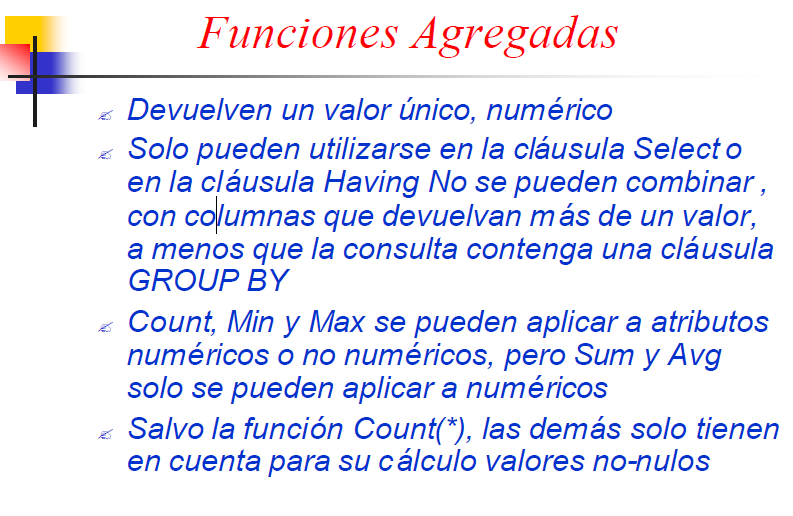 Funciones Agregadas
Devuelven un valor único, numérico
Solo pueden utilizarse en la cláusula Select o
en la cláusula Having No se pueden combinar ,
con columnas que devuelvan más de un valor,
a menos que la consulta contenga una cláusula
GROUP BY
Count, Min y Max se pueden aplicar a atributos
numéricos o no numéricos, pero Sum y Avg
solo se pueden aplicar a numéricos
Salvo la función Count(*), las demás solo tienen
en cuenta para su cálculo valores no-nulos